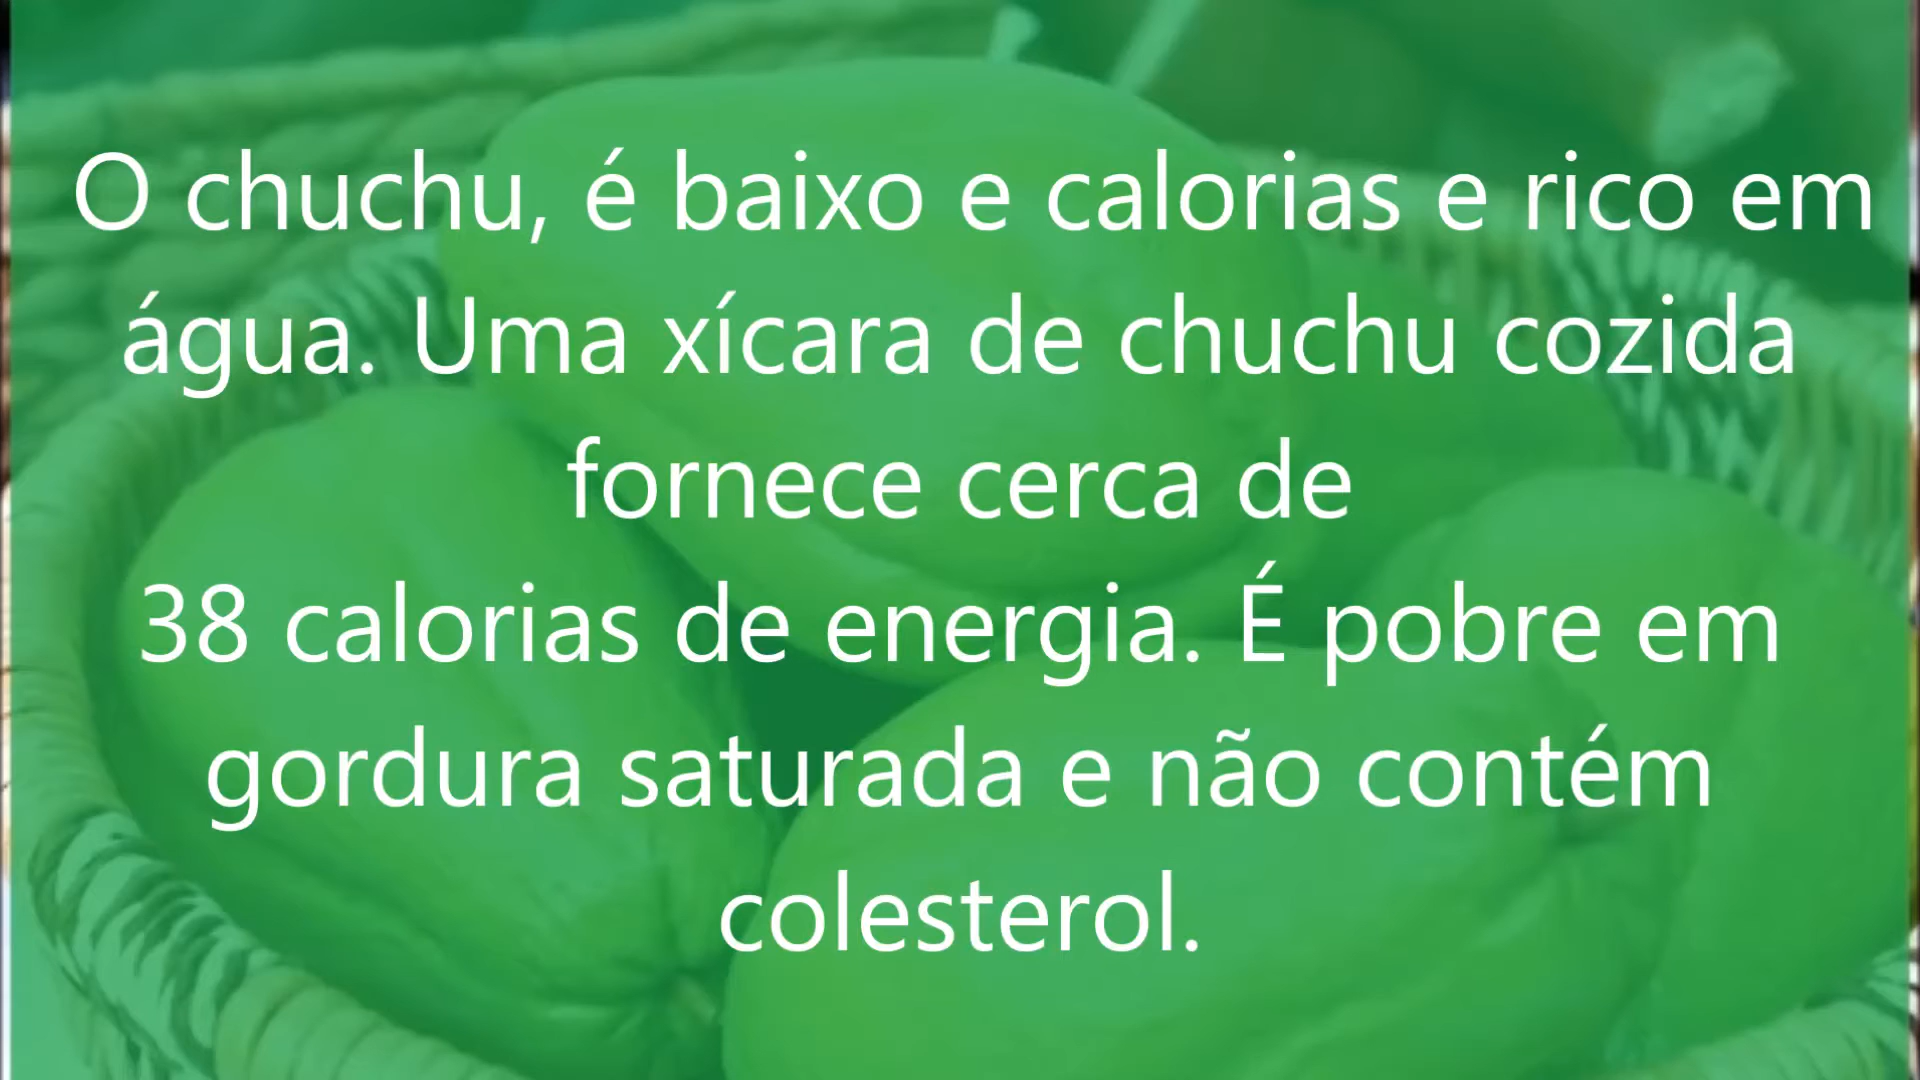 O chuchu, é baixo e calorias e rico em
água. Uma xícara de chuchu cozida
fornece cerca de
38 calorias de energia. É pobre em
gordura saturada e não contém
colesterol.